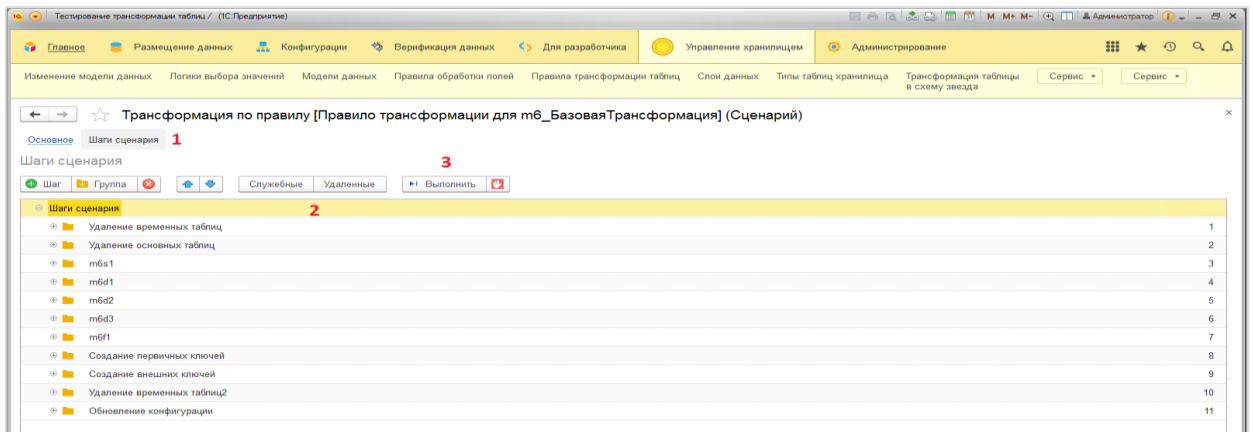 Тестирование трансформации таблиц / (1С:Предприятие) M M+ M- Администратор
Главное Размещение данных Конфигурации Верификация данных Для разработчика Управление хранилищем Администрирование
Изменение модели данных Логики выбора значений Модели данных Правила обработки полей Правила трансформации таблиц Слои данных Типы таблиц хранилища Трансформация таблицы Сервис Сервис
в схему звезда
Трансформация по правилу [Правило трансформации для m6_БазоваяТрансформация] (Сценарий)
Основное Шаги сценария 1
Шаги сценария 3
Шаг Группа Служебные Удаленные Выполнить
Шаги сценария 2
Удаление временных таблиц 1
Удаление основных таблиц 2
m6s1 3
m6d1 4
m6d2 5
m6d3 6
m6f1 7
Создание первичных ключей 8
Создание внешних ключей 9
Удаление временных таблиц2 10
Обновление конфигурации 11